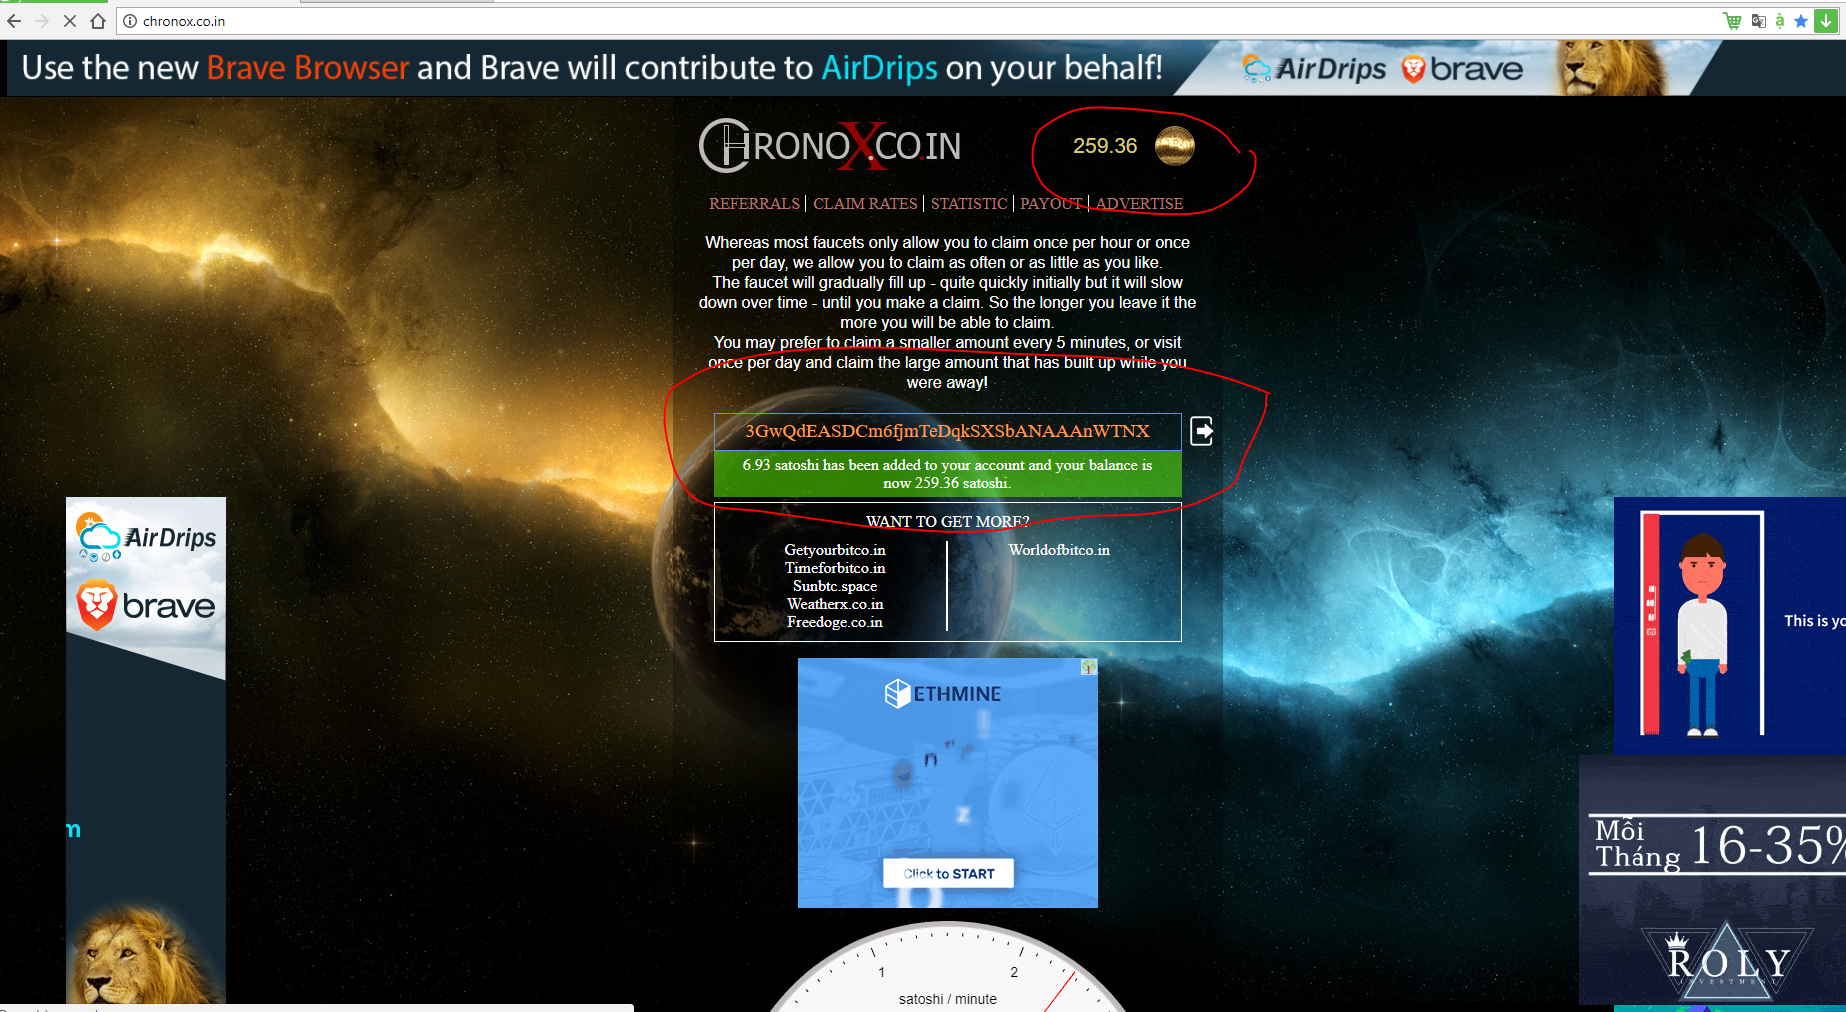 chronox.co.in
Use the new Brave Browser and Brave will contribute to AirDrips on your behalf!
AirDrips brave
CHRONOX.CO.IN
259.36
REFERRALS | CLAIM RATES | STATISTIC | PAYOUT | ADVERTISE
Whereas most faucets only allow you to claim once per hour or once
per day, we allow you to claim as often or as little as you like.
The faucet will gradually fill up - quite quickly initially but it will slow
down over time - until you make a claim. So the longer you leave it the
more you will be able to claim.
You may prefer to claim a smaller amount every 5 minutes, or visit
once per day and claim the large amount that has built up while you
were away!
3GwQdEASDCm6fjmTeDqkSXSbANAAAnWTNX
6.93 satoshi has been added to your account and your balance is
now 259.36 satoshi.
WANT TO GET MORE?
Getyourbitco.in
Timeforbitco.in
Sunbtc.space
Weatherx.co.in
Freedoge.co.in
Worldofbitco.in
AirDrips
brave
m
ETHMINE
Click to START
1
2
satoshi / minute
This is yo
Mỗi
Tháng
16-35%
ROLY
INVESTMENT